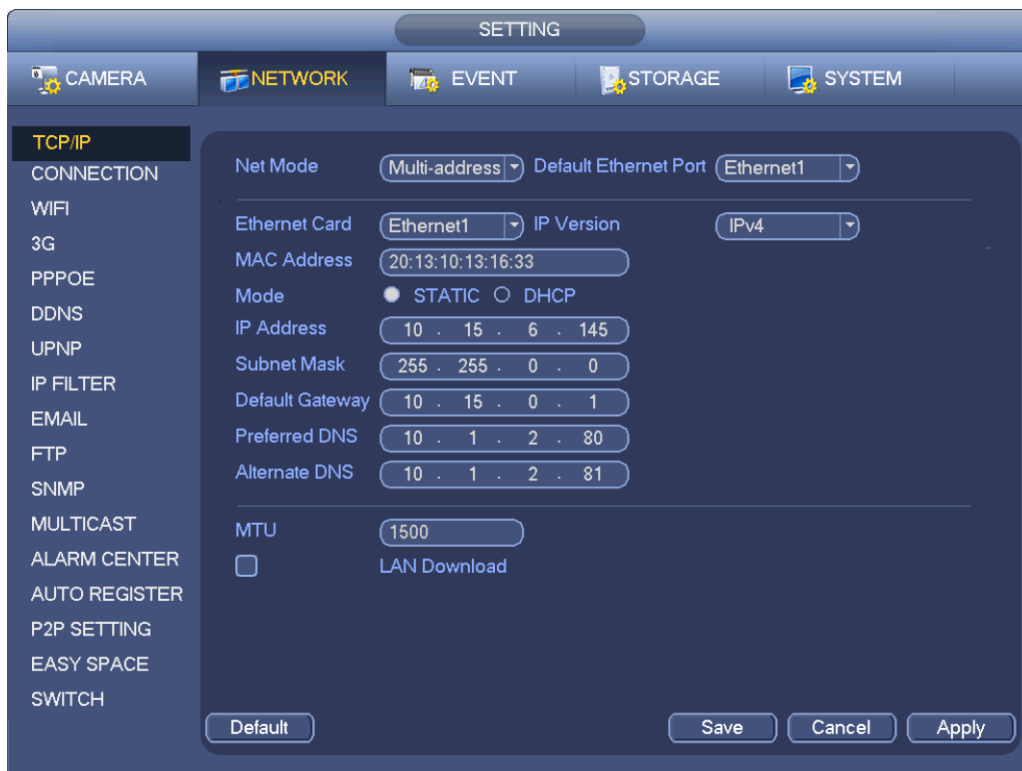 SETTING
CAMERA NETWORK EVENT STORAGE SYSTEM
TCP/IP
CONNECTION
WIFI
3G
PPPOE
DDNS
UPNP
IP FILTER
EMAIL
FTP
SNMP
MULTICAST
ALARM CENTER
AUTO REGISTER
P2P SETTING
EASY SPACE
SWITCH
Net Mode Multi-address Default Ethernet Port Ethernet1
Ethernet Card Ethernet1 IP Version IPv4
MAC Address 20:13:10:13:16:33
Mode STATIC DHCP
IP Address 10 . 15 . 6 . 145
Subnet Mask 255 . 255 . 0 . 0
Default Gateway 10 . 15 . 0 . 1
Preferred DNS 10 . 1 . 2 . 80
Alternate DNS 10 . 1 . 2 . 81
MTU 1500
LAN Download
Default Save Cancel Apply